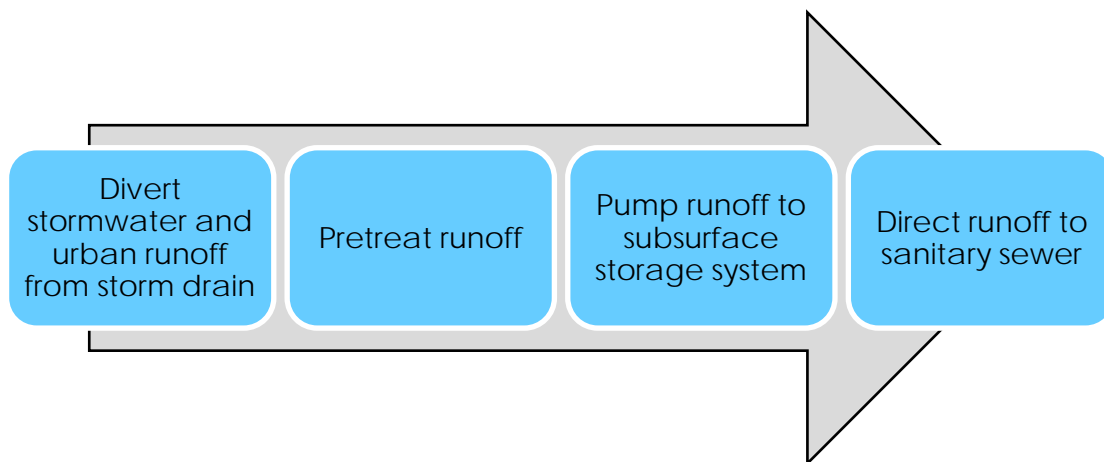 Divert
stormwater and
urban runoff
from storm drain
Pretreat runoff
Pump runoff to
subsurface
storage system
Direct runoff to
sanitary sewer